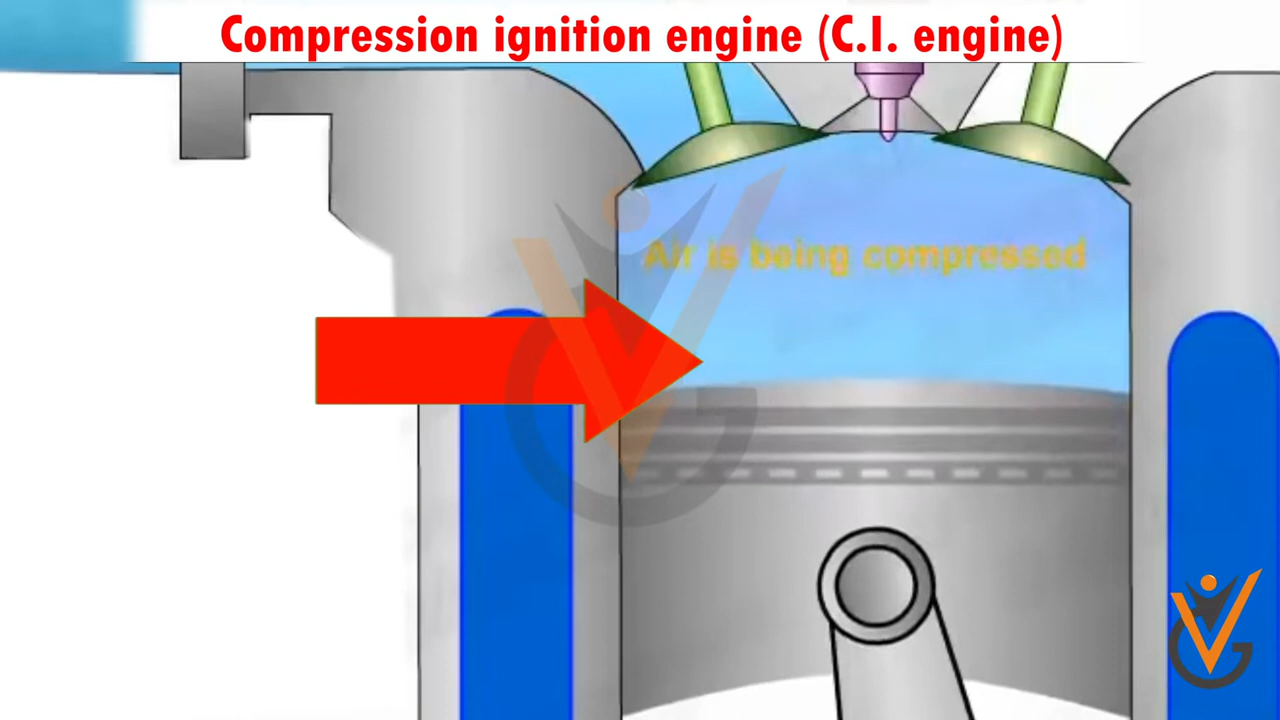 Compression ignition engine (C.I. engine)
Air is being compressed